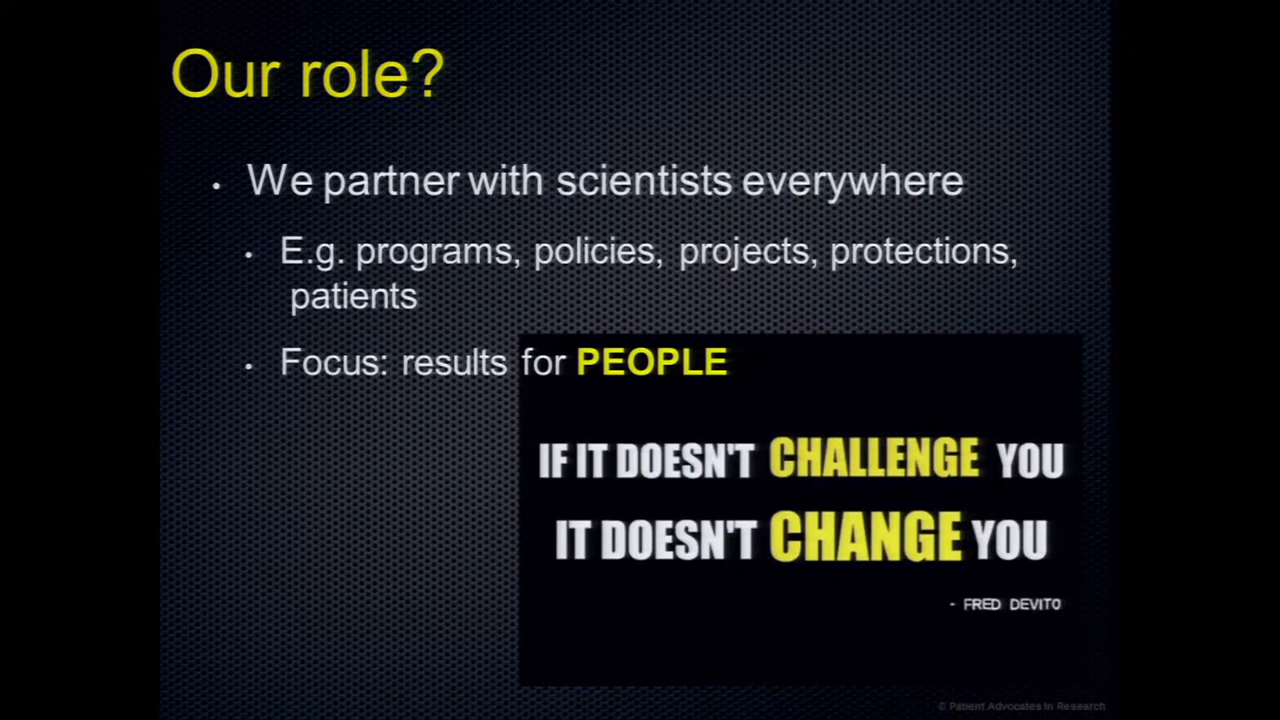 Our role?
• We partner with scientists everywhere
• E.g. programs, policies, projects, protections,
patients
• Focus: results for PEOPLE
IF IT DOESN'T CHALLENGE YOU
IT DOESN'T CHANGE YOU
- FRED DEVITO
© Patient Advocates In Research